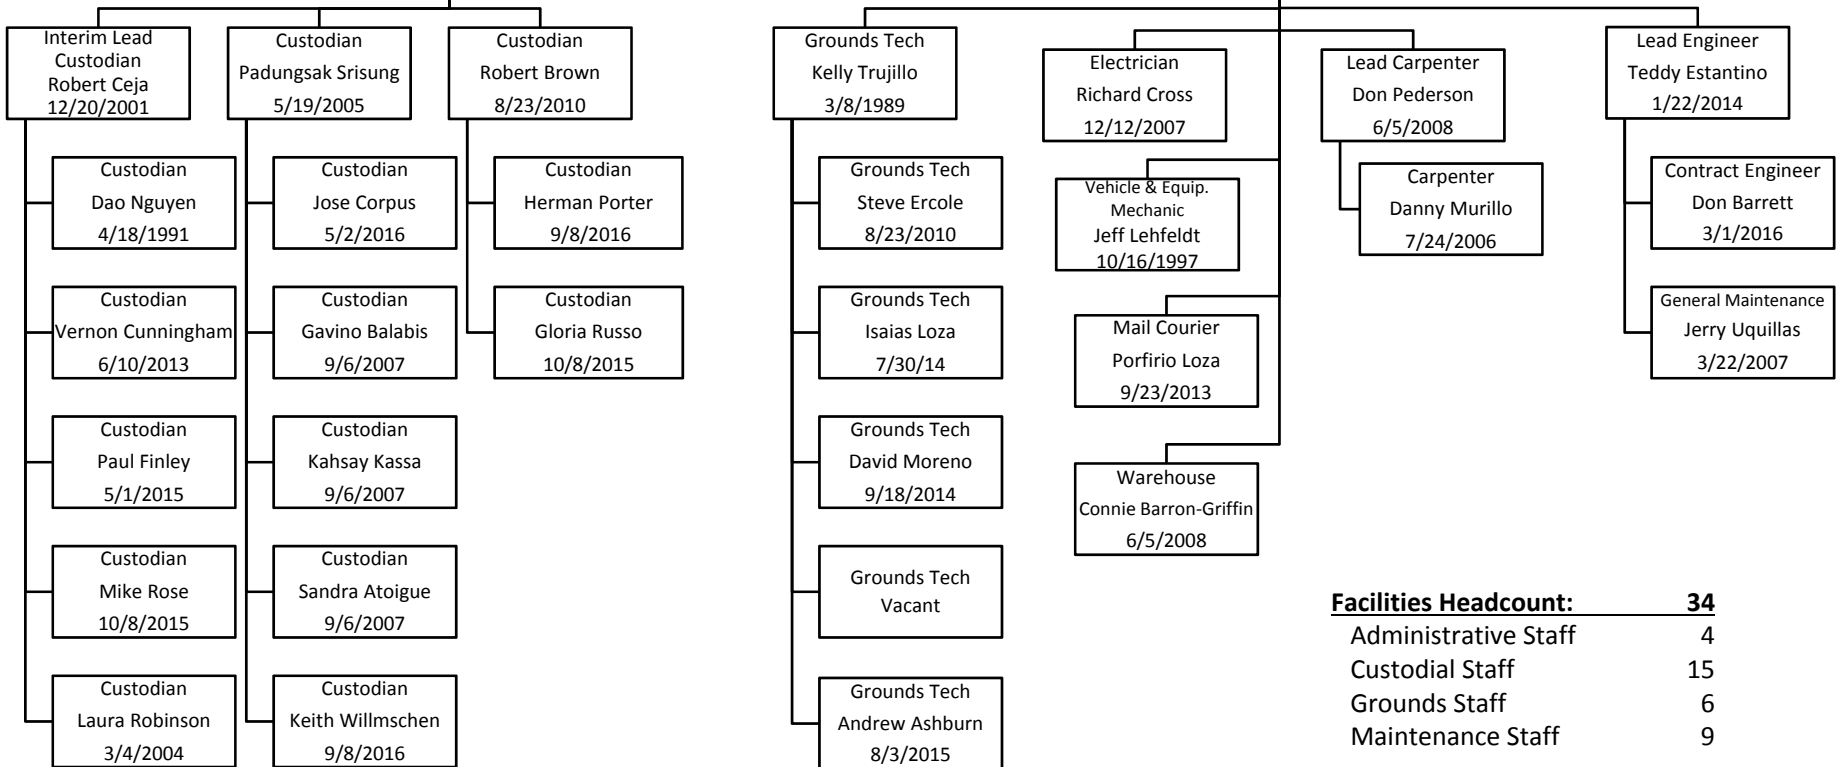 Interim Lead
Custodian
Robert Ceja
12/20/2001
Custodian
Dao Nguyen
4/18/1991
Custodian
Vernon Cunningham
6/10/2013
Custodian
Paul Finley
5/1/2015
Custodian
Mike Rose
10/8/2015
Custodian
Laura Robinson
3/4/2004
Custodian
Padungsak Srisung
5/19/2005
Custodian
Jose Corpus
5/2/2016
Custodian
Gavino Balabis
9/6/2007
Custodian
Kahsay Kassa
9/6/2007
Custodian
Sandra Atoigue
9/6/2007
Custodian
Keith Willmschen
9/8/2016
Custodian
Robert Brown
8/23/2010
Custodian
Herman Porter
9/8/2016
Custodian
Gloria Russo
10/8/2015
Grounds Tech
Kelly Trujillo
3/8/1989
Grounds Tech
Steve Ercole
8/23/2010
Grounds Tech
Isaias Loza
7/30/14
Grounds Tech
David Moreno
9/18/2014
Grounds Tech
Vacant
Grounds Tech
Andrew Ashburn
8/3/2015
Electrician
Richard Cross
12/12/2007
Vehicle & Equip.
Mechanic
Jeff Lehfeldt
10/16/1997
Mail Courier
Porfirio Loza
9/23/2013
Warehouse
Connie Barron-Griffin
6/5/2008
Lead Carpenter
Don Pederson
6/5/2008
Carpenter
Danny Murillo
7/24/2006
Lead Engineer
Teddy Estantino
1/22/2014
Contract Engineer
Don Barrett
3/1/2016
General Maintenance
Jerry Uquillas
3/22/2007
Facilities Headcount: 34
Administrative Staff 4
Custodial Staff 15
Grounds Staff 6
Maintenance Staff 9